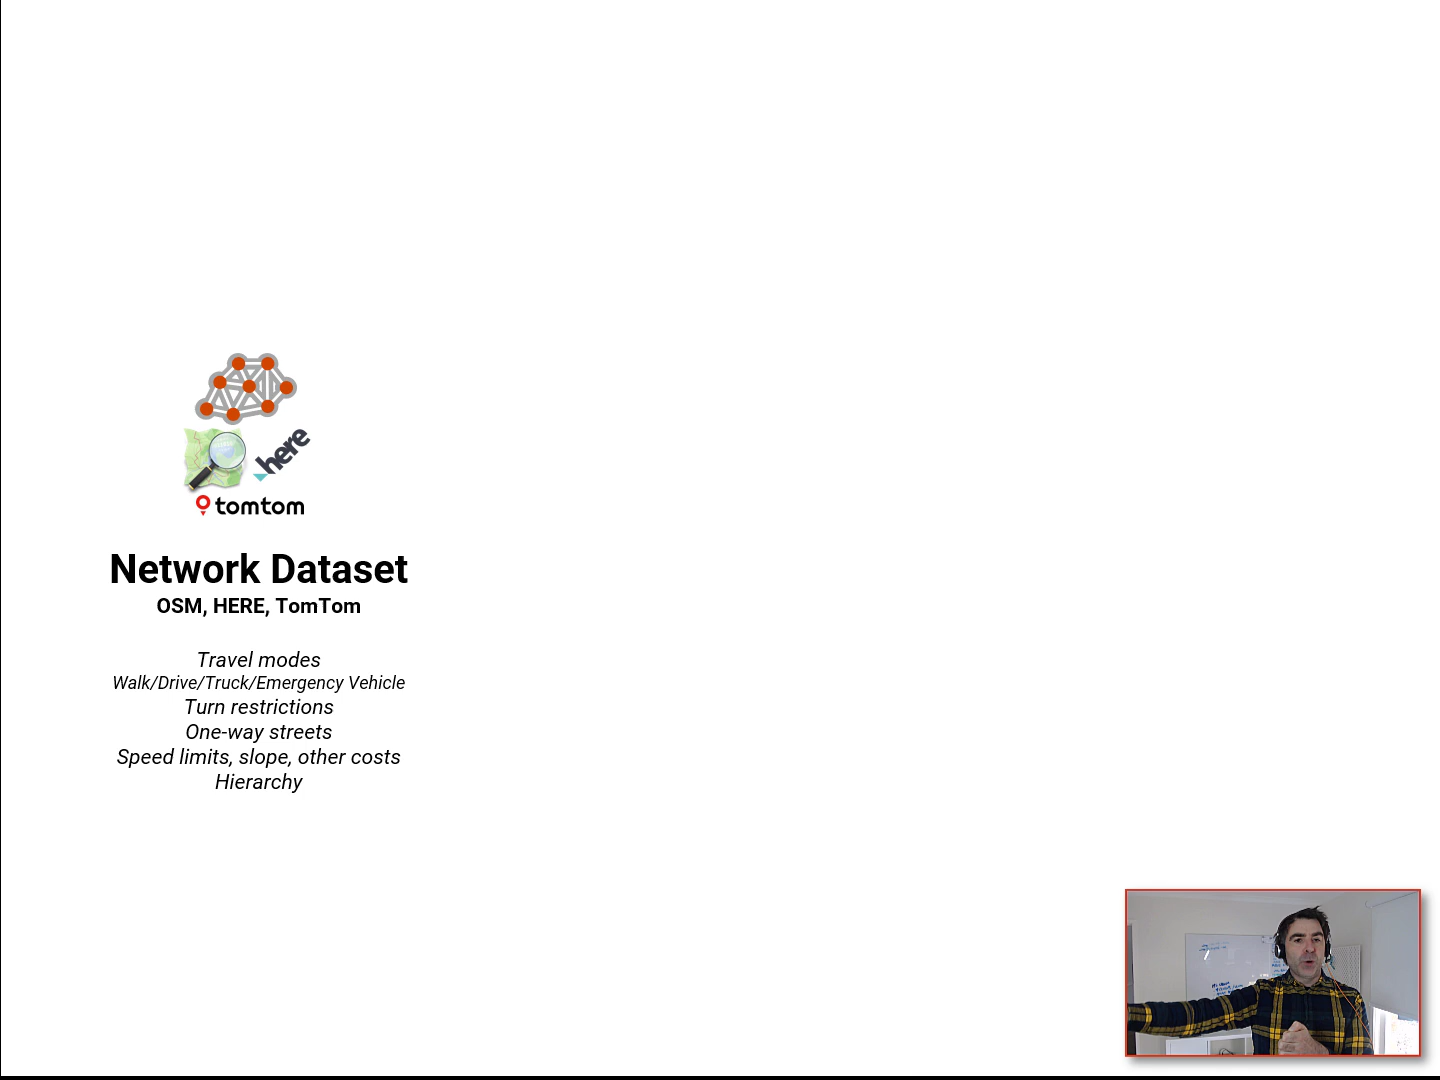 here
tomtom
Network Dataset
OSM, HERE, TomTom
Travel modes
Walk/Drive/Truck/Emergency Vehicle
Turn restrictions
One-way streets
Speed limits, slope, other costs
Hierarchy